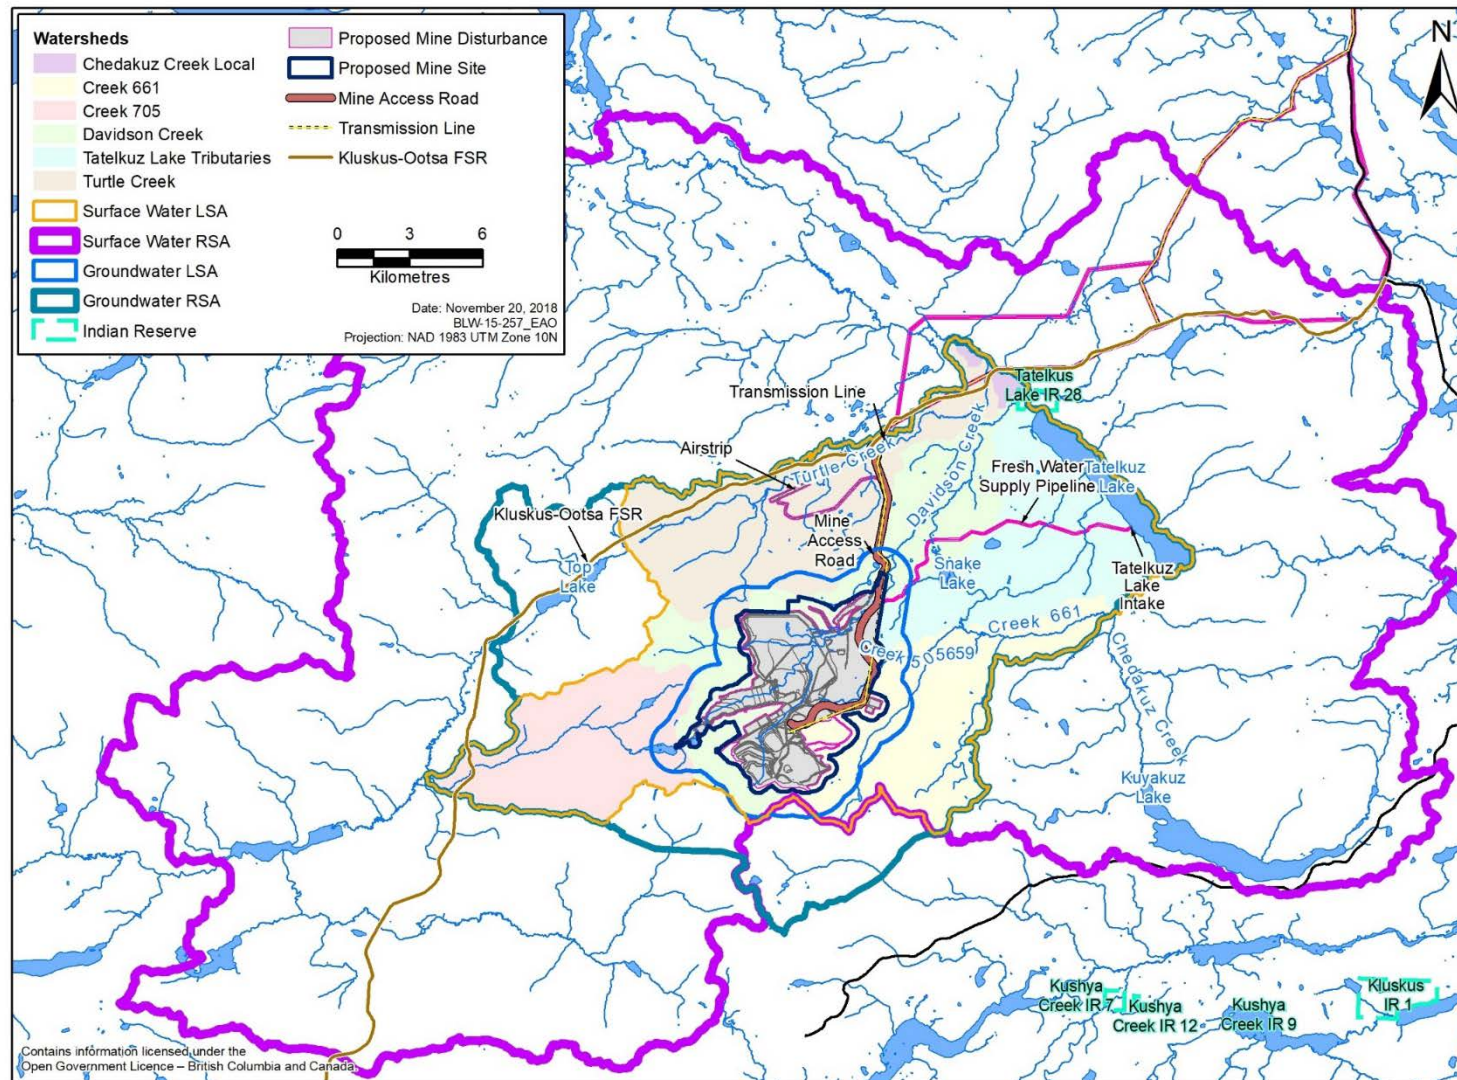 Watersheds
Chedakuz Creek Local
Creek 661
Creek 705
Davidson Creek
Tatelkuz Lake Tributaries
Turtle Creek
Surface Water LSA
Surface Water RSA
Groundwater LSA
Groundwater RSA
Indian Reserve
Proposed Mine Disturbance
Proposed Mine Site
Mine Access Road
Transmission Line
Kluskus-Ootsa FSR
0 3 6
Kilometres
Date: November 20, 2018
BLW-15-257_EAO
Projection: NAD 1983 UTM Zone 10N
N
Tatelkus
Lake IR 28
Transmission Line
Airstrip
Turtle Creek
Davidson Creek
Fresh Water
Supply Pipeline
Tatelkuz
Lake
Kluskus-Ootsa FSR
Mine
Access
Road
Top
Lake
Snake
Lake
Tatelkuz
Lake
Intake
Creek 661
Creek 505659
Chedakuz Creek
Kuyakuz
Lake
Kushya
Creek IR 7
Kushya
Creek IR 12
Kushya
Creek IR 9
Kluskus
IR 1
Contains information licensed under the
Open Government Licence – British Columbia and Canada